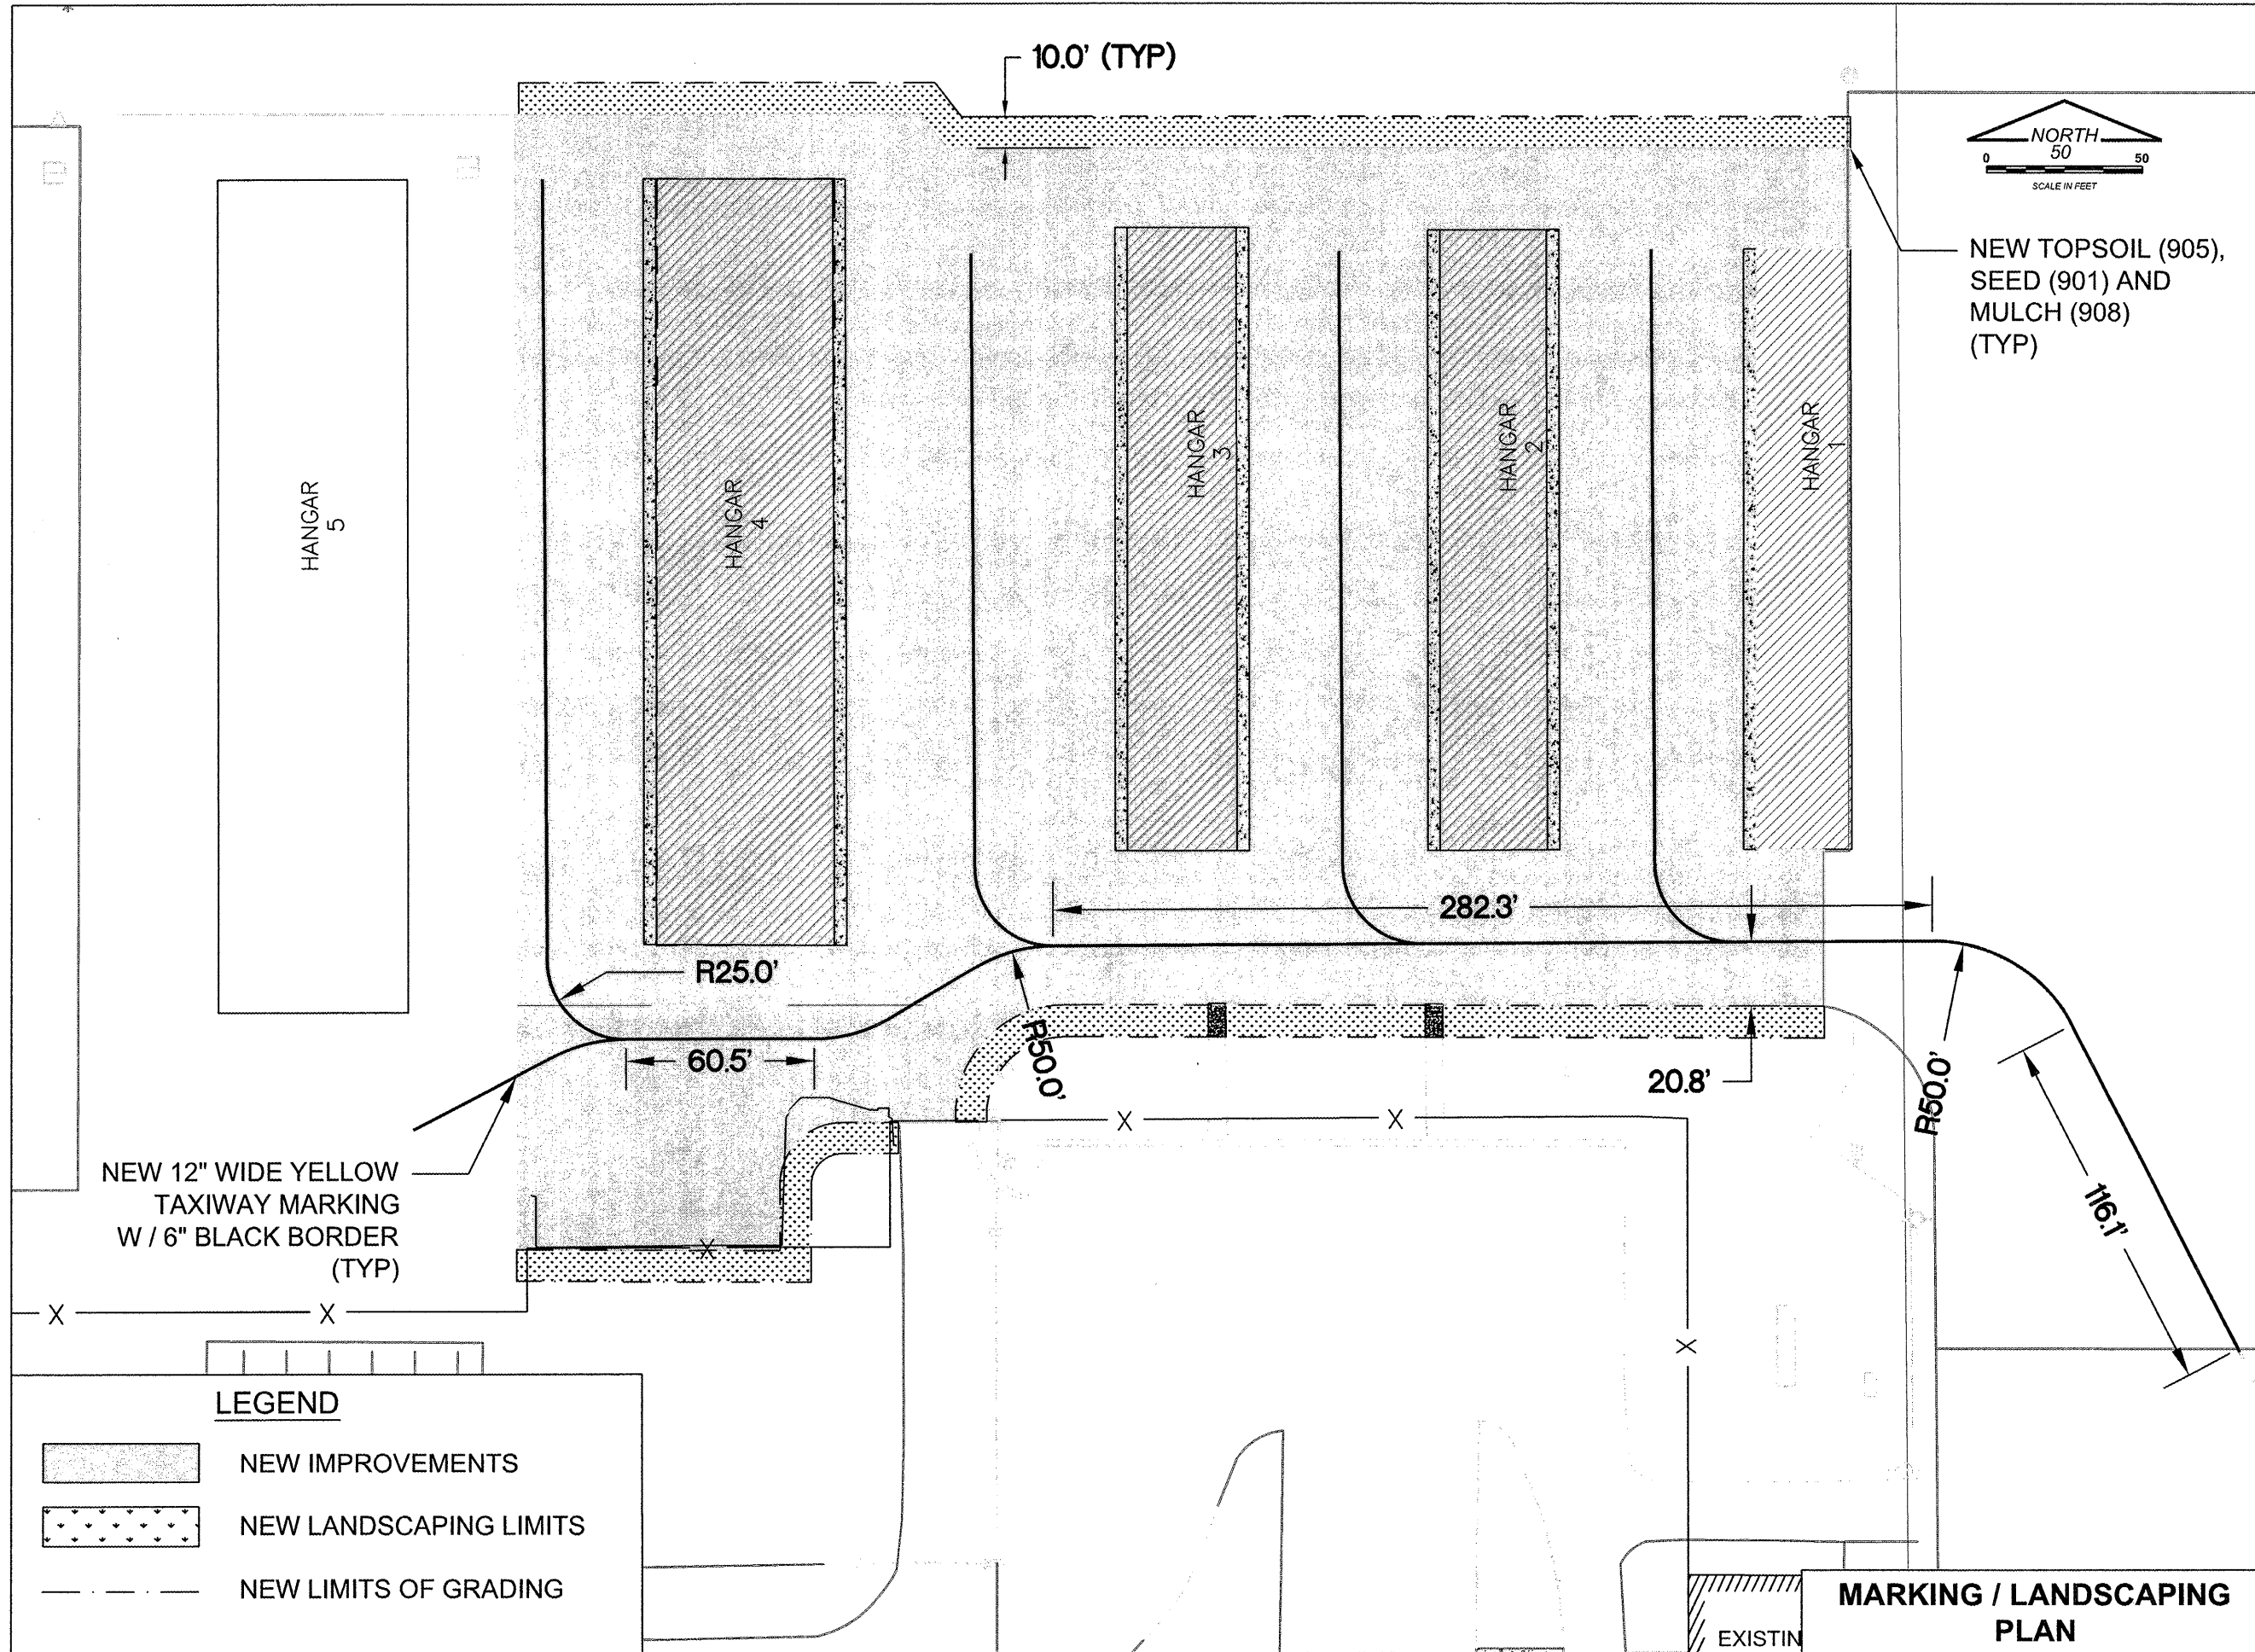 10.0' (TYP)
NORTH
50
0
50
SCALE IN FEET
NEW TOPSOIL (905),
SEED (901) AND
MULCH (908)
(TYP)
HANGAR
5
HANGAR
4
HANGAR
3
HANGAR
2
HANGAR
1
282.3'
R25.0'
R50.0'
60.5'
20.8'
R50.0'
116.1'
NEW 12" WIDE YELLOW
TAXIWAY MARKING
W / 6" BLACK BORDER
(TYP)
X
X
X
X
X
X
LEGEND
NEW IMPROVEMENTS
NEW LANDSCAPING LIMITS
NEW LIMITS OF GRADING
EXISTIN
MARKING / LANDSCAPING
PLAN